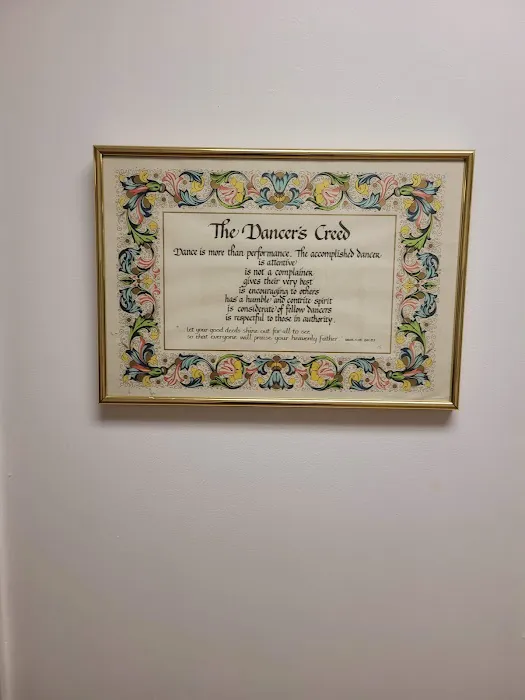 The Dancer's Creed
Dance is more than performance. The accomplished dancer
is attentive
is not a complainer
gives their very best
is encouraging to others
has a humble and contrite spirit
is considerate of fellow dancers
is respectful to those in authority.
Let your good deeds shine out for all to see,
so that everyone will praise your heavenly father